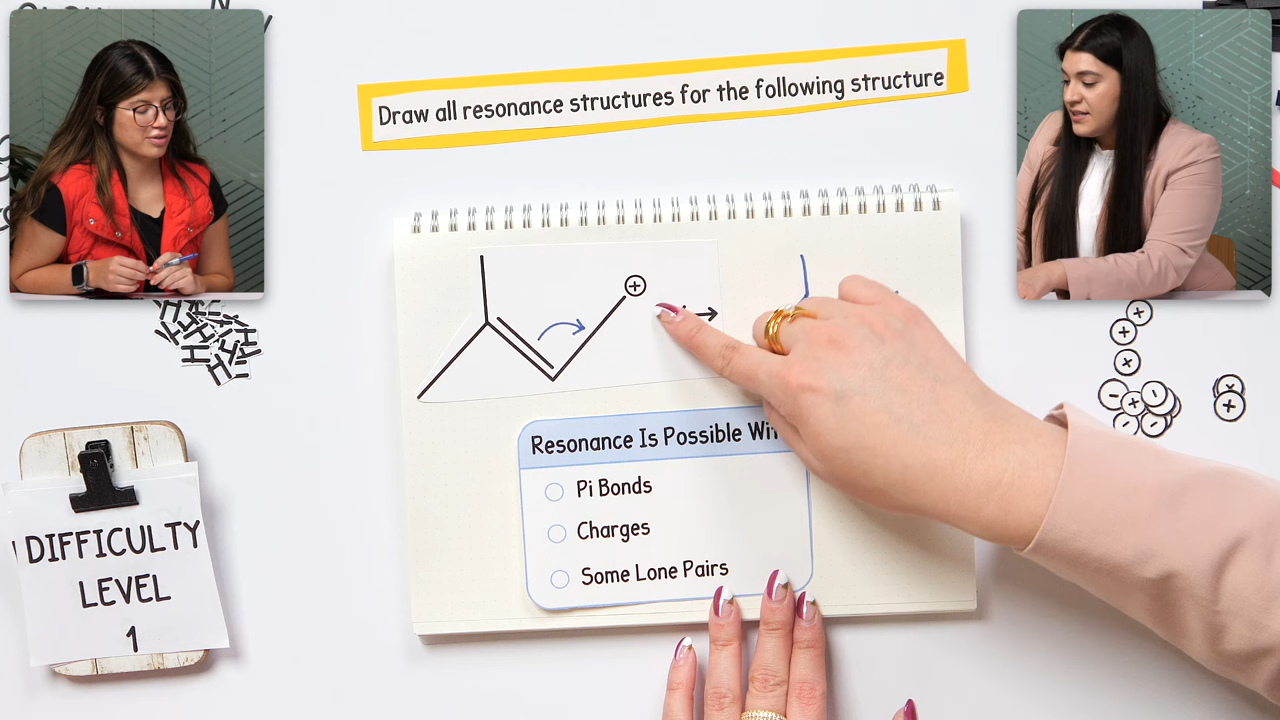 Draw all resonance structures for the following structure
+
Resonance Is Possible
Pi Bonds
Charges
Some Lone Pairs
DIFFICULTY
LEVEL
1
H H H H
+
+
+
-
+
-
+